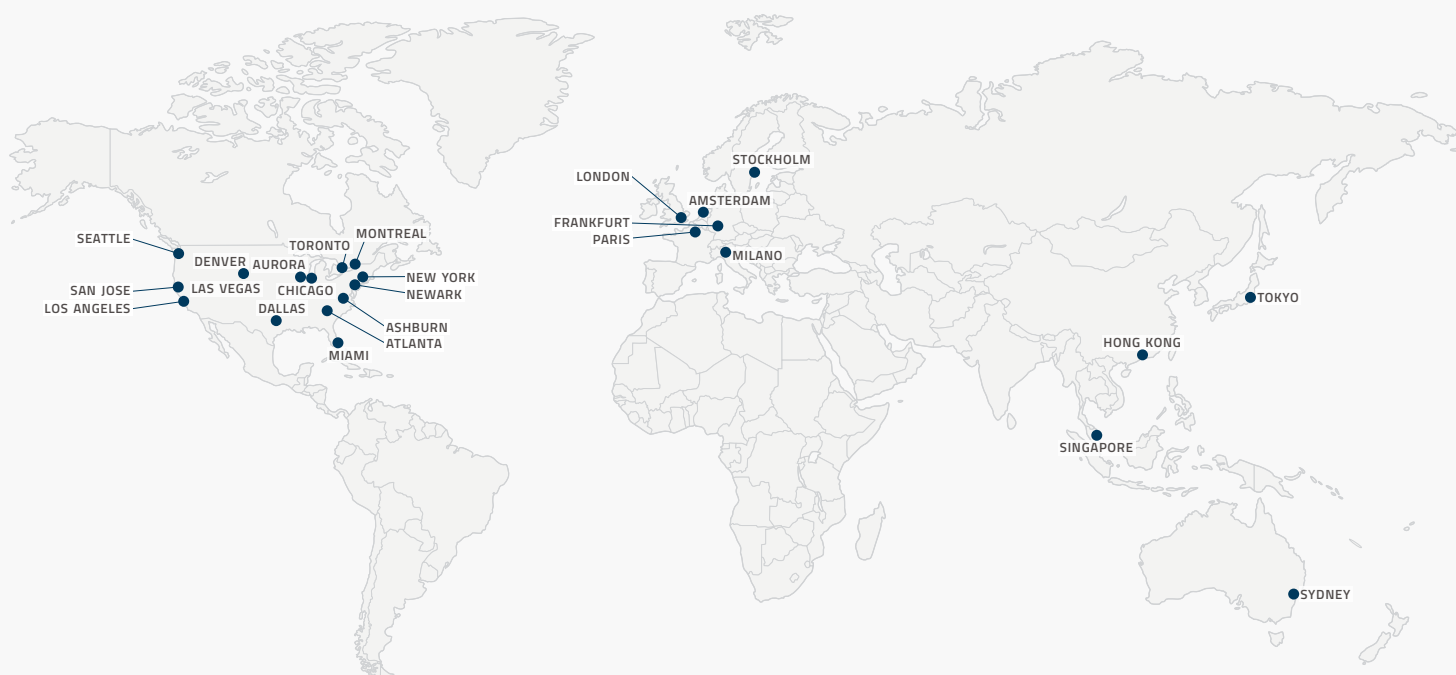 STOCKHOLM
LONDON
AMSTERDAM
FRANKFURT
PARIS
MILANO
SEATTLE
MONTREAL
TORONTO
DENVER
AURORA
NEW YORK
SAN JOSE
LAS VEGAS
CHICAGO
NEWARK
LOS ANGELES
DALLAS
ASHBURN
ATLANTA
MIAMI
TOKYO
HONG KONG
SINGAPORE
SYDNEY